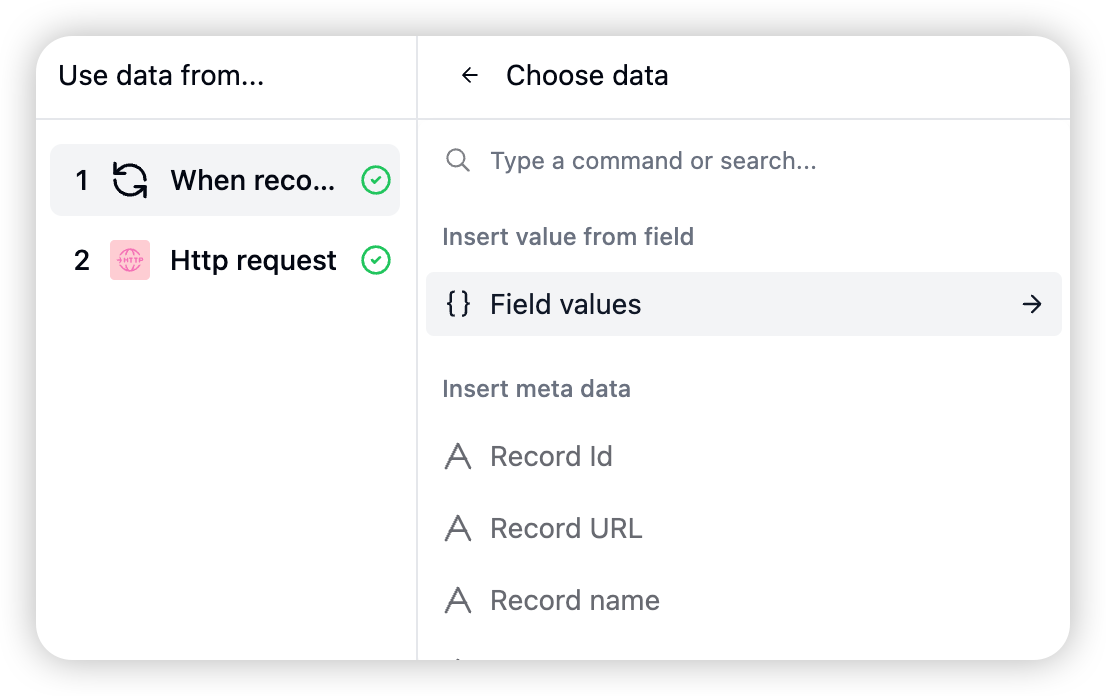 Use data from...
Choose data
1 When reco...
2 HTTP Http request
Type a command or search...
Insert value from field
{} Field values
Insert meta data
Record Id
Record URL
Record name